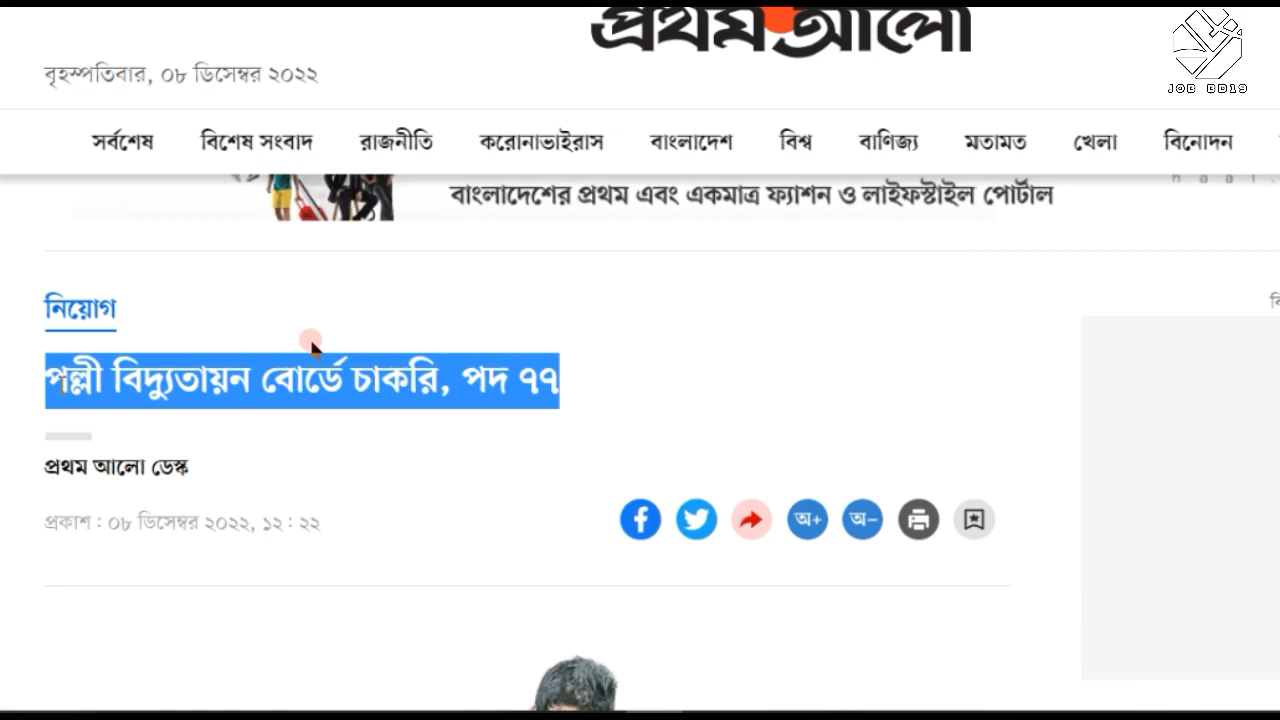 প্রথম আলো
JOB BD19
বৃহস্পতিবার, ০৮ ডিসেম্বর ২০২২
সর্বশেষ বিশেষ সংবাদ রাজনীতি করোনাভাইরাস বাংলাদেশ বিশ্ব বাণিজ্য মতামত খেলা বিনোদন
বাংলাদেশের প্রথম এবং একমাত্র ফ্যাশন ও লাইফস্টাইল পোর্টাল
নিয়োগ
পল্লী বিদ্যুতায়ন বোর্ডে চাকরি, পদ ৭৭
প্রথম আলো ডেস্ক
প্রকাশ : ০৮ ডিসেম্বর ২০২২, ১২ : ২২
অ+ অ−